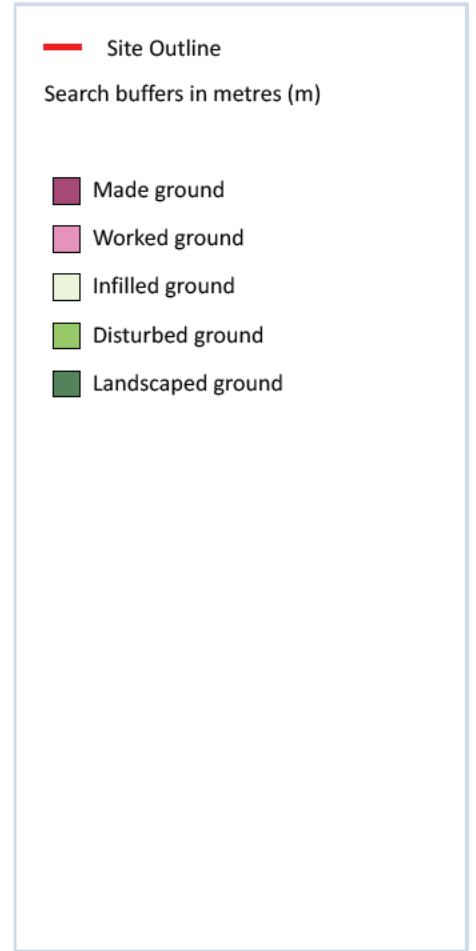 Site Outline
Search buffers in metres (m)
Made ground
Worked ground
Infilled ground
Disturbed ground
Landscaped ground